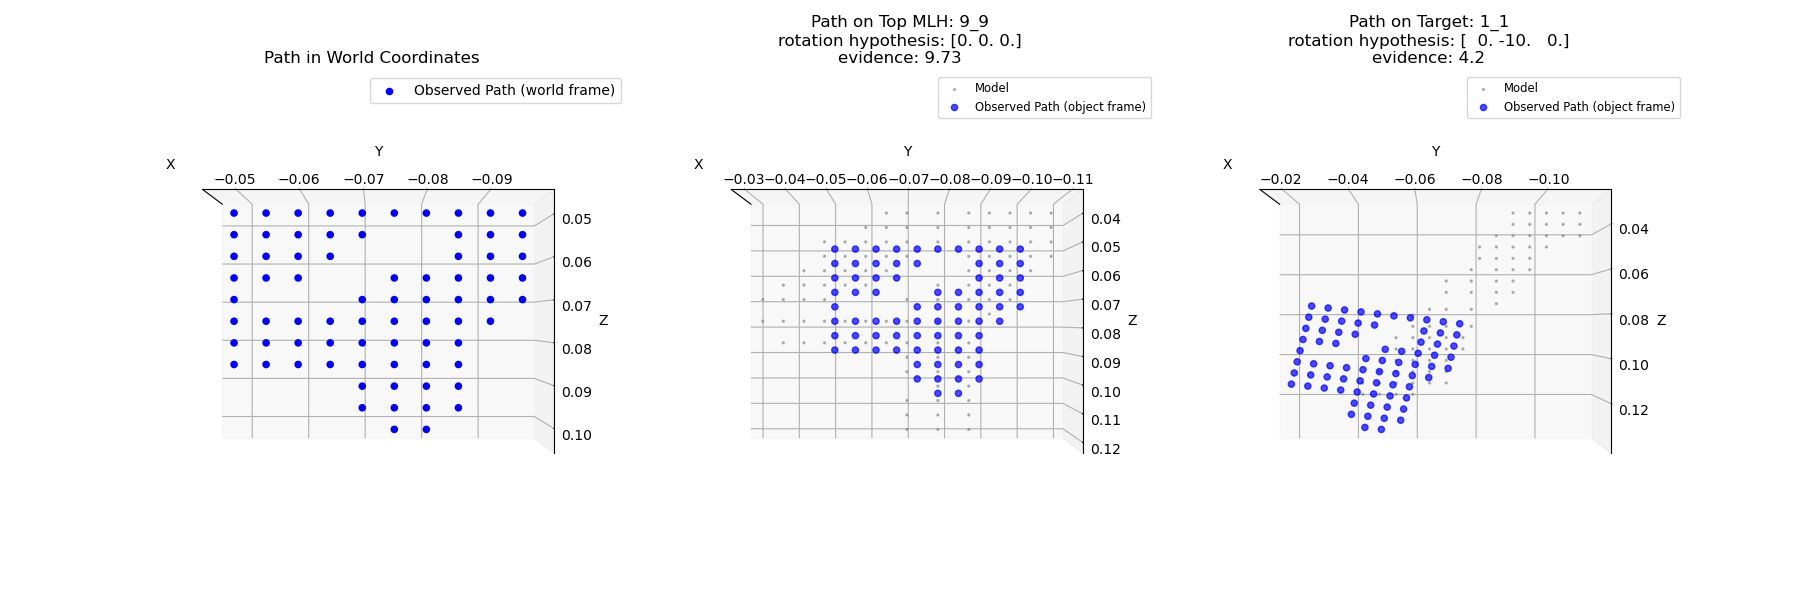 Path in World Coordinates
Observed Path (world frame)
X
Y
−0.05 −0.06 −0.07 −0.08 −0.09
0.05
0.06
0.07
Z
0.08
0.09
0.10
Path on Top MLH: 9_9
rotation hypothesis: [0. 0. 0.]
evidence: 9.73
Model
Observed Path (object frame)
X
Y
−0.03 −0.04 −0.05 −0.06 −0.07 −0.08 −0.09 −0.10 −0.11
0.04
0.05
0.06
0.07
Z
0.08
0.09
0.10
0.11
0.12
Path on Target: 1_1
rotation hypothesis: [  0. -10.   0.]
evidence: 4.2
Model
Observed Path (object frame)
X
Y
−0.02 −0.04 −0.06 −0.08 −0.10
0.04
0.06
0.08 Z
0.10
0.12